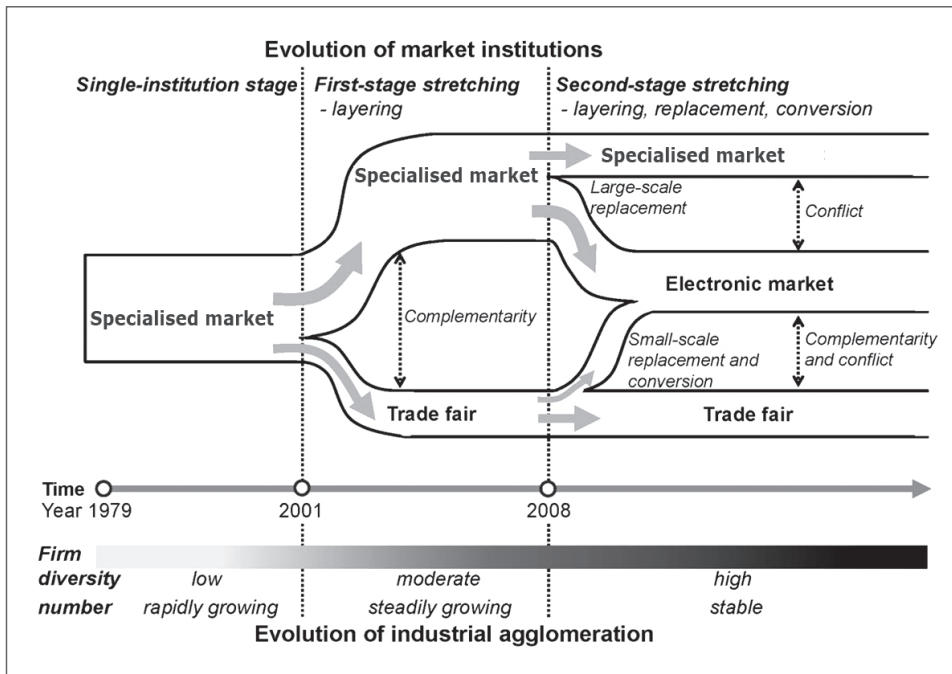 Evolution of market institutions
Single-institution stage
First-stage stretching
- layering
Second-stage stretching
- layering, replacement, conversion
Specialised market
Specialised market
Specialised market
Large-scale
replacement
Conflict
Complementarity
Electronic market
Small-scale
replacement and
conversion
Complementarity
and conflict
Trade fair
Trade fair
Time
Year 1979
2001
2008
Firm
diversity
low
moderate
high
number
rapidly growing
steadily growing
stable
Evolution of industrial agglomeration